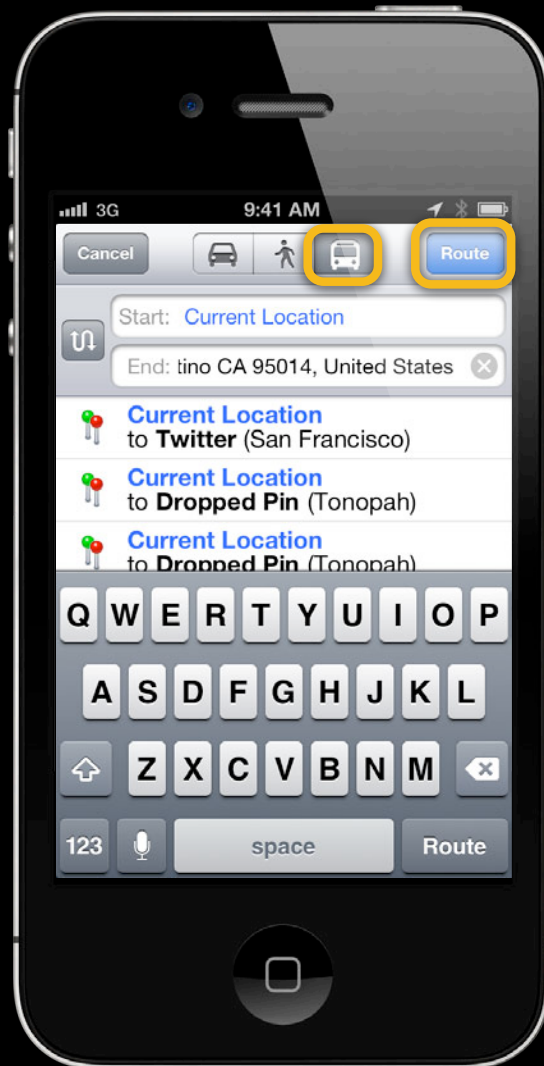 3G 9:41 AM
Cancel Route
Start: Current Location
End: tino CA 95014, United States
Current Location
to Twitter (San Francisco)
Current Location
to Dropped Pin (Tonopah)
Current Location
to Dropped Pin (Tonopah)
Q W E R T Y U I O P
A S D F G H J K L
Z X C V B N M
123 space Route